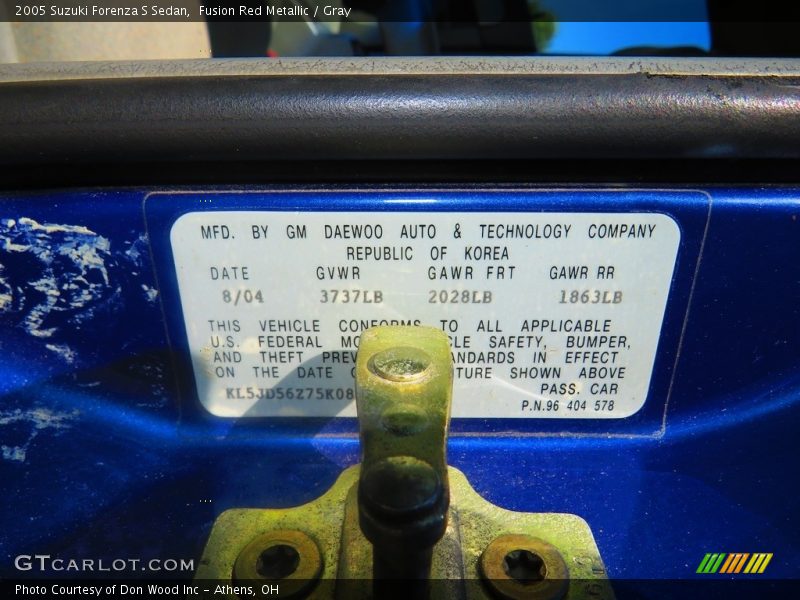 2005 Suzuki Forenza S Sedan,  Fusion Red Metallic / Gray
MFD. BY GM DAEWOO AUTO & TECHNOLOGY COMPANY
REPUBLIC OF KOREA
DATE GVWR GAWR FRT GAWR RR
8/04 3737LB 2028LB 1863LB
THIS VEHICLE CONFORMS TO ALL APPLICABLE
U.S. FEDERAL MO CLE SAFETY, BUMPER,
AND THEFT PREV ANDARDS IN EFFECT
ON THE DATE O TURE SHOWN ABOVE
KL5JD56Z75K08 PASS. CAR
P.N.96 404 578
GTCARLOT.COM
Photo Courtesy of Don Wood Inc - Athens, OH